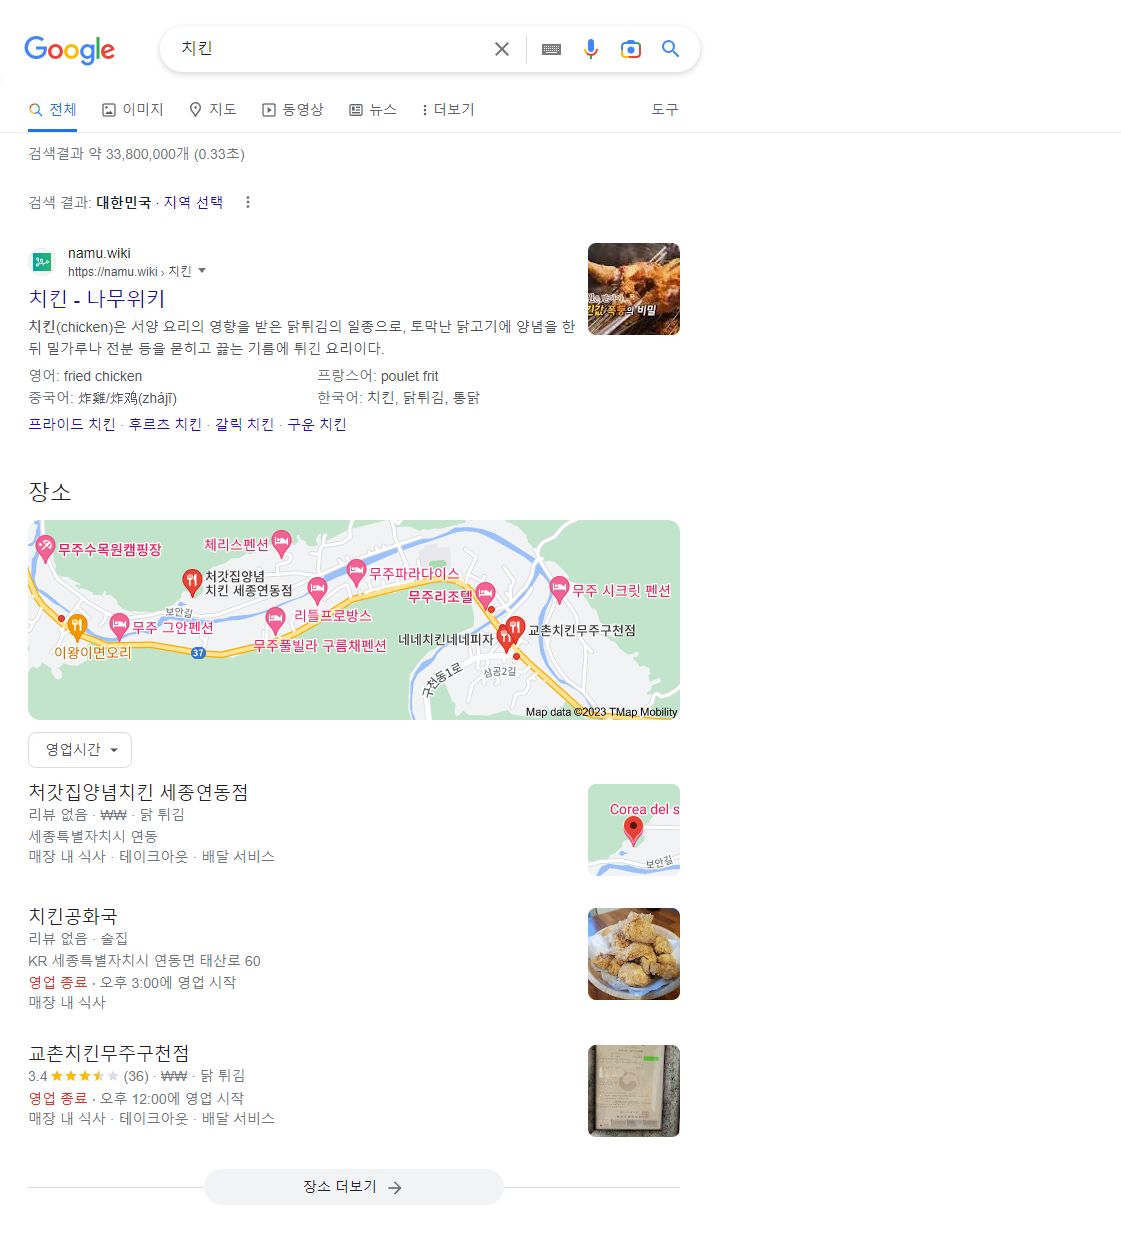 Google
치킨
전체 이미지 지도 동영상 뉴스 더보기 도구
검색결과 약 33,800,000개 (0.33초)
검색 결과: 대한민국 · 지역 선택
namu.wiki
https://namu.wiki › 치킨
치킨 - 나무위키
치킨(chicken)은 서양 요리의 영향을 받은 닭튀김의 일종으로, 토막난 닭고기에 양념을 한
뒤 밀가루나 전분 등을 묻히고 끓는 기름에 튀긴 요리이다.
영어: fried chicken 프랑스어: poulet frit
중국어: 炸雞/炸鸡(zhájī) 한국어: 치킨, 닭튀김, 통닭
프라이드 치킨 · 후르츠 치킨 · 갈릭 치킨 · 구운 치킨
장소
무주수목원캠핑장
체리스펜션
처갓집양념
치킨 세종연동점
무주파라다이스
무주리조텔
무주 시크릿 펜션
보안길
리틀프로방스
무주 그안펜션
네네치킨네네피자
교촌치킨무주구천점
이왕이면오리
37
무주풀빌라 구름채펜션
구천동1로
삼공2길
Map data ©2023 TMap Mobility
영업시간
처갓집양념치킨 세종연동점
리뷰 없음 · ₩₩ · 닭 튀김
세종특별자치시 연동
매장 내 식사 · 테이크아웃 · 배달 서비스
Corea del s
보안길
치킨공화국
리뷰 없음 · 술집
KR 세종특별자치시 연동면 태산로 60
영업 종료 · 오후 3:00에 영업 시작
매장 내 식사
교촌치킨무주구천점
3.4 (36) · ₩₩ · 닭 튀김
영업 종료 · 오후 12:00에 영업 시작
매장 내 식사 · 테이크아웃 · 배달 서비스
장소 더보기